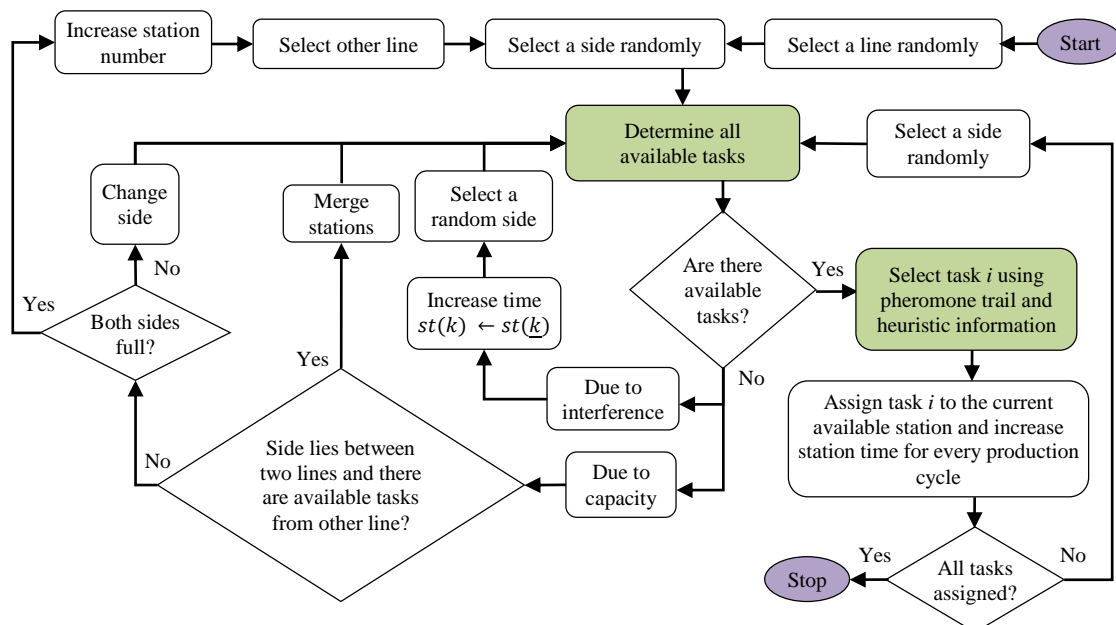 Increase station
number
Select other line
Select a side randomly
Select a line randomly
Start
Determine all
available tasks
Select a side
randomly
Change
side
Merge
stations
Select a
random side
No
Are there
available
tasks?
Yes
Select task i using
pheromone trail and
heuristic information
Yes
Both sides
full?
Increase time
st(k) ← st(k)
Yes
No
Due to
interference
Assign task i to the current
available station and increase
station time for every production
cycle
No
Side lies between
two lines and there
are available tasks
from other line?
Due to
capacity
Yes
No
Stop
All tasks
assigned?